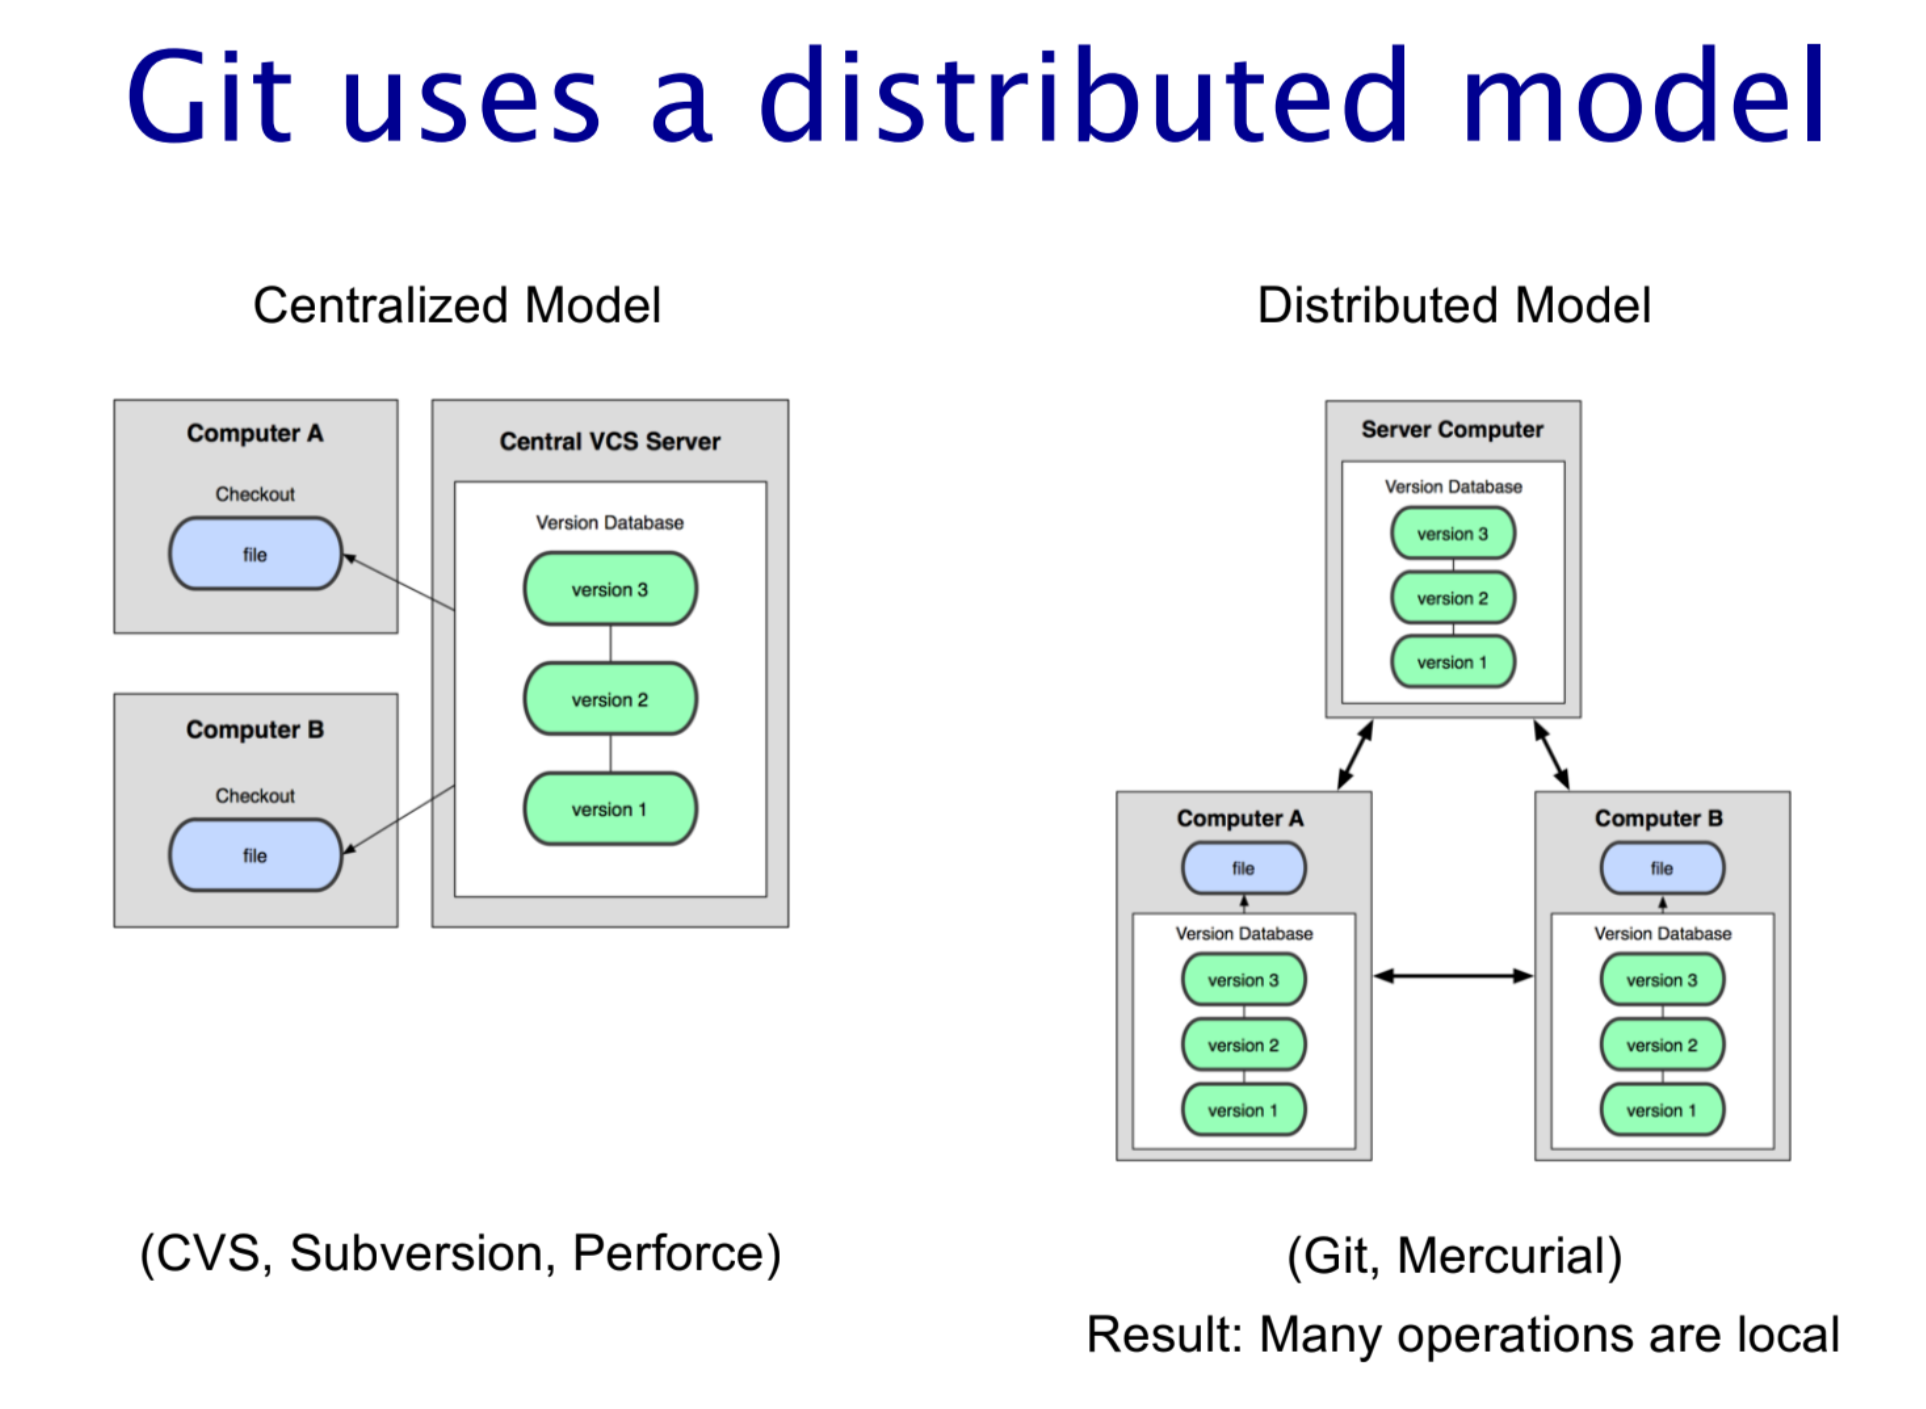 Git uses a distributed model
Centralized Model
Computer A
Checkout
file
Computer B
Checkout
file
Central VCS Server
Version Database
version 3
version 2
version 1
(CVS, Subversion, Perforce)
Distributed Model
Server Computer
Version Database
version 3
version 2
version 1
Computer A
file
Version Database
version 3
version 2
version 1
Computer B
file
Version Database
version 3
version 2
version 1
(Git, Mercurial)
Result: Many operations are local